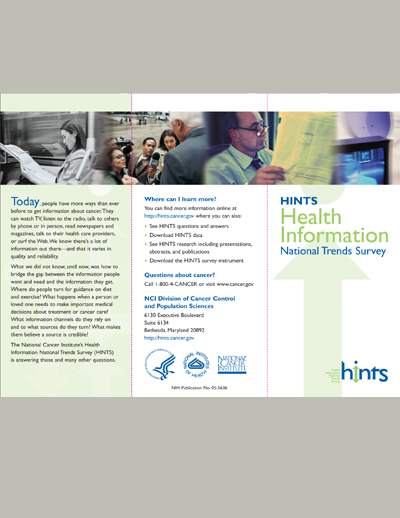 Today, people have more ways than ever
before to get information about cancer. They
can watch TV, listen to the radio, talk to others
by phone or in person, read newspapers and
magazines, talk to their health care providers,
or surf the Web. We know there's a lot of
information out there—and that it varies in
quality and reliability.
What we did not know, until now, was how to
bridge the gap between the information people
want and need and the information they get.
Where do people turn for guidance on diet
and exercise? What happens when a person or
loved one needs to make important medical
decisions about treatment or cancer care?
What information channels do they rely on
and to what sources do they turn? What makes
them believe a source is credible?
The National Cancer Institute's Health
Information National Trends Survey (HINTS)
is answering those and many other questions.
Where can I learn more?
You can find more information online at
http://hints.cancer.gov where you can also:
• See HINTS questions and answers
• Download HINTS data
• See HINTS research including presentations,
abstracts, and publications
• Download the HINTS survey instrument
Questions about cancer?
Call 1-800-4-CANCER or visit www.cancer.gov
NCI Division of Cancer Control
and Population Sciences
6130 Executive Boulevard
Suite 6134
Bethesda, Maryland 20892
http://hints.cancer.gov
NATIONAL
CANCER
INSTITUTE
NIH Publication No. 05-5636
HINTS
Health
Information
National Trends Survey
hints